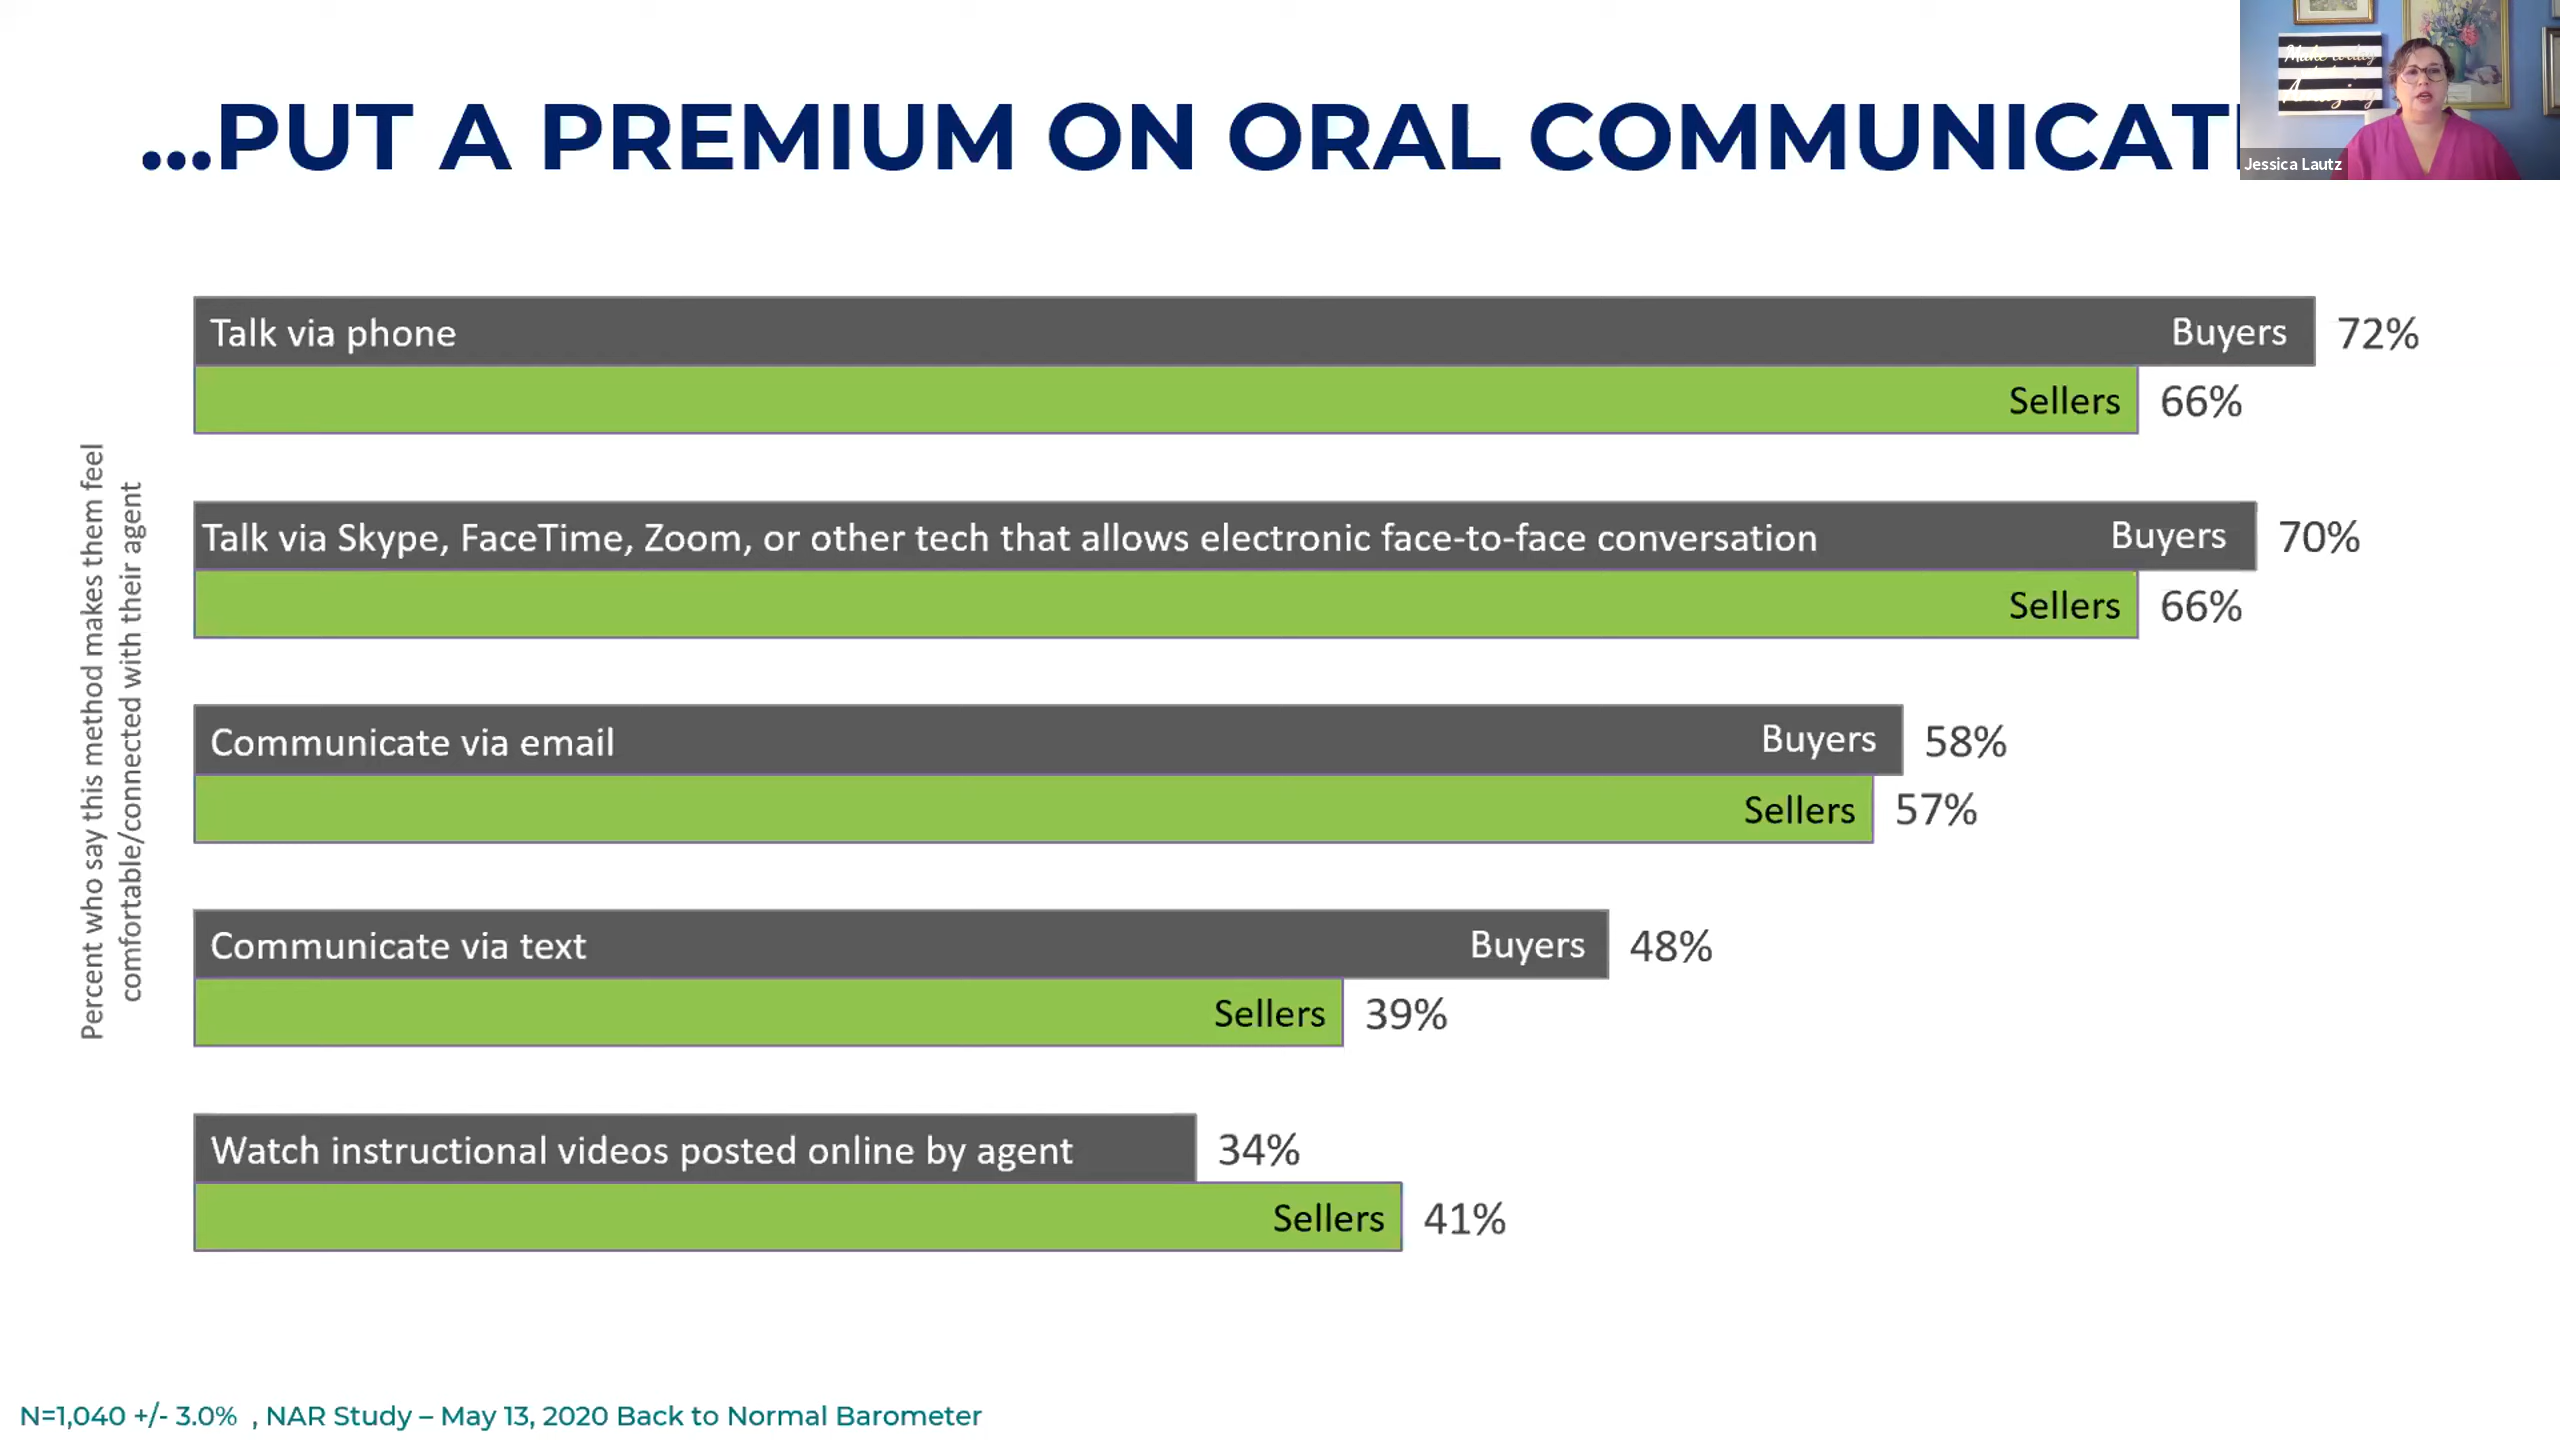 ...PUT A PREMIUM ON ORAL COMMUNICATI
Make today
Amazing
Jessica Lautz
Percent who say this method makes them feel
comfortable/connected with their agent
Talk via phone Buyers 72%
Sellers 66%
Talk via Skype, FaceTime, Zoom, or other tech that allows electronic face-to-face conversation Buyers 70%
Sellers 66%
Communicate via email Buyers 58%
Sellers 57%
Communicate via text Buyers 48%
Sellers 39%
Watch instructional videos posted online by agent 34%
Sellers 41%
N=1,040 +/- 3.0% , NAR Study – May 13, 2020 Back to Normal Barometer